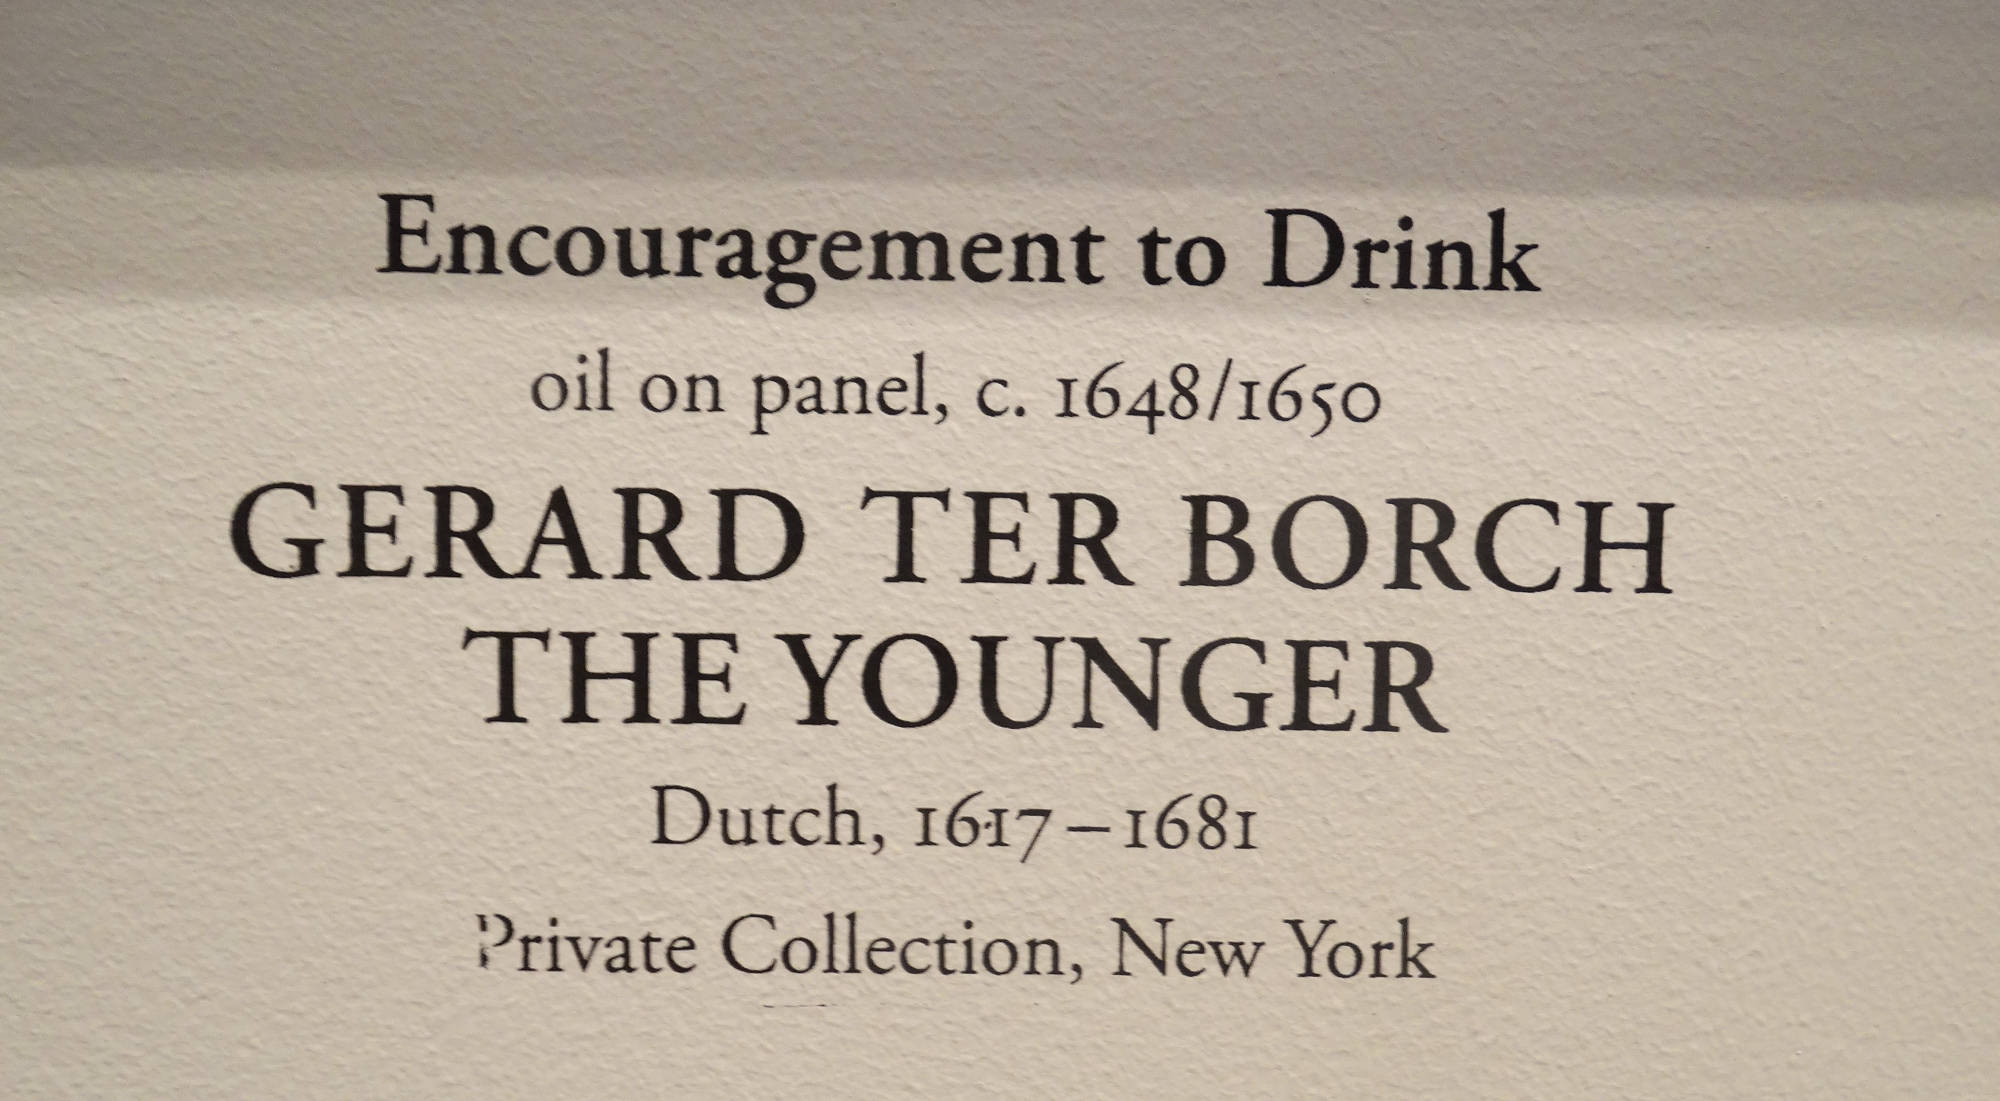 Encouragement to Drink
oil on panel, c. 1648/1650
GERARD TER BORCH
THE YOUNGER
Dutch, 1617–1681
Private Collection, New York